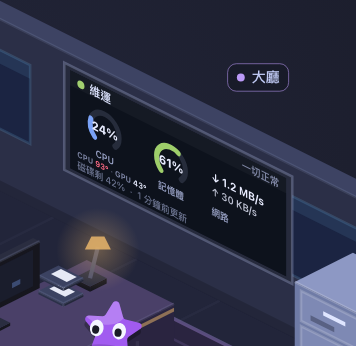 大廳
維運
一切正常
24%
CPU
61%
記憶體
↓ 1.2 MB/s
↑ 30 KB/s
網路
CPU 93° GPU 43°
磁碟剩 42% · 1 分鐘前更新